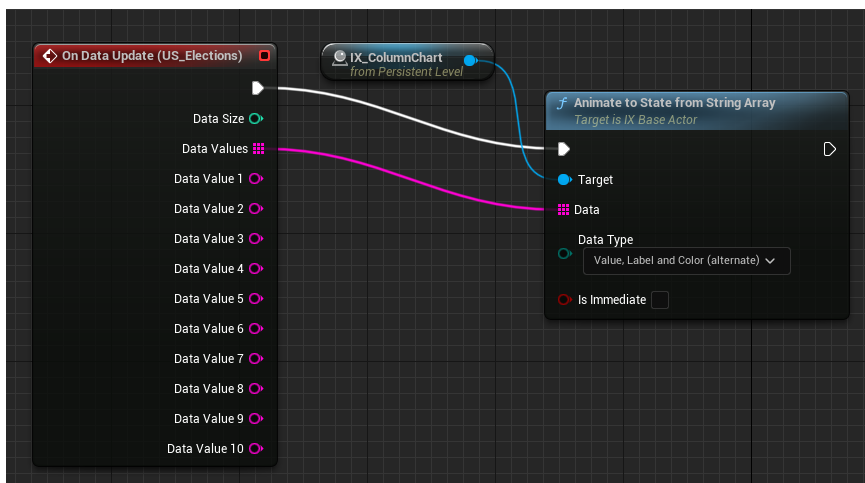 On Data Update (US_Elections)
Data Size
Data Values
Data Value 1
Data Value 2
Data Value 3
Data Value 4
Data Value 5
Data Value 6
Data Value 7
Data Value 8
Data Value 9
Data Value 10
IX_ColumnChart
from Persistent Level
f Animate to State from String Array
Target is IX Base Actor
Target
Data
Data Type
Value, Label and Color (alternate)
Is Immediate